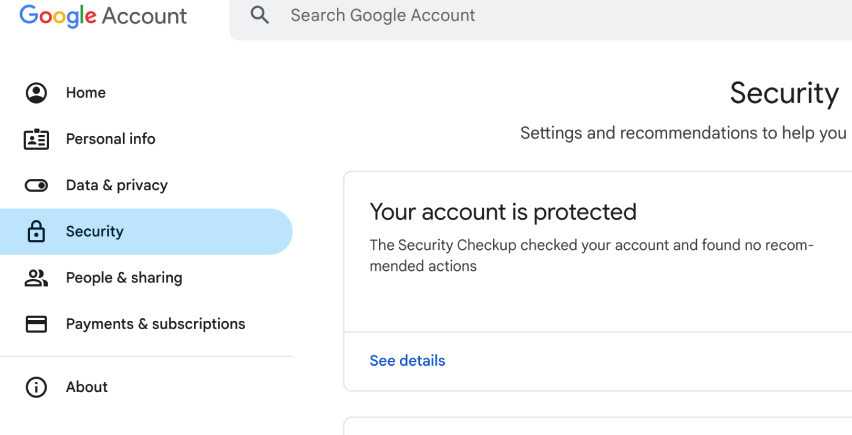 Google Account
Search Google Account
Home
Personal info
Data & privacy
Security
People & sharing
Payments & subscriptions
About
Security
Settings and recommendations to help you
Your account is protected
The Security Checkup checked your account and found no recom-
mended actions
See details